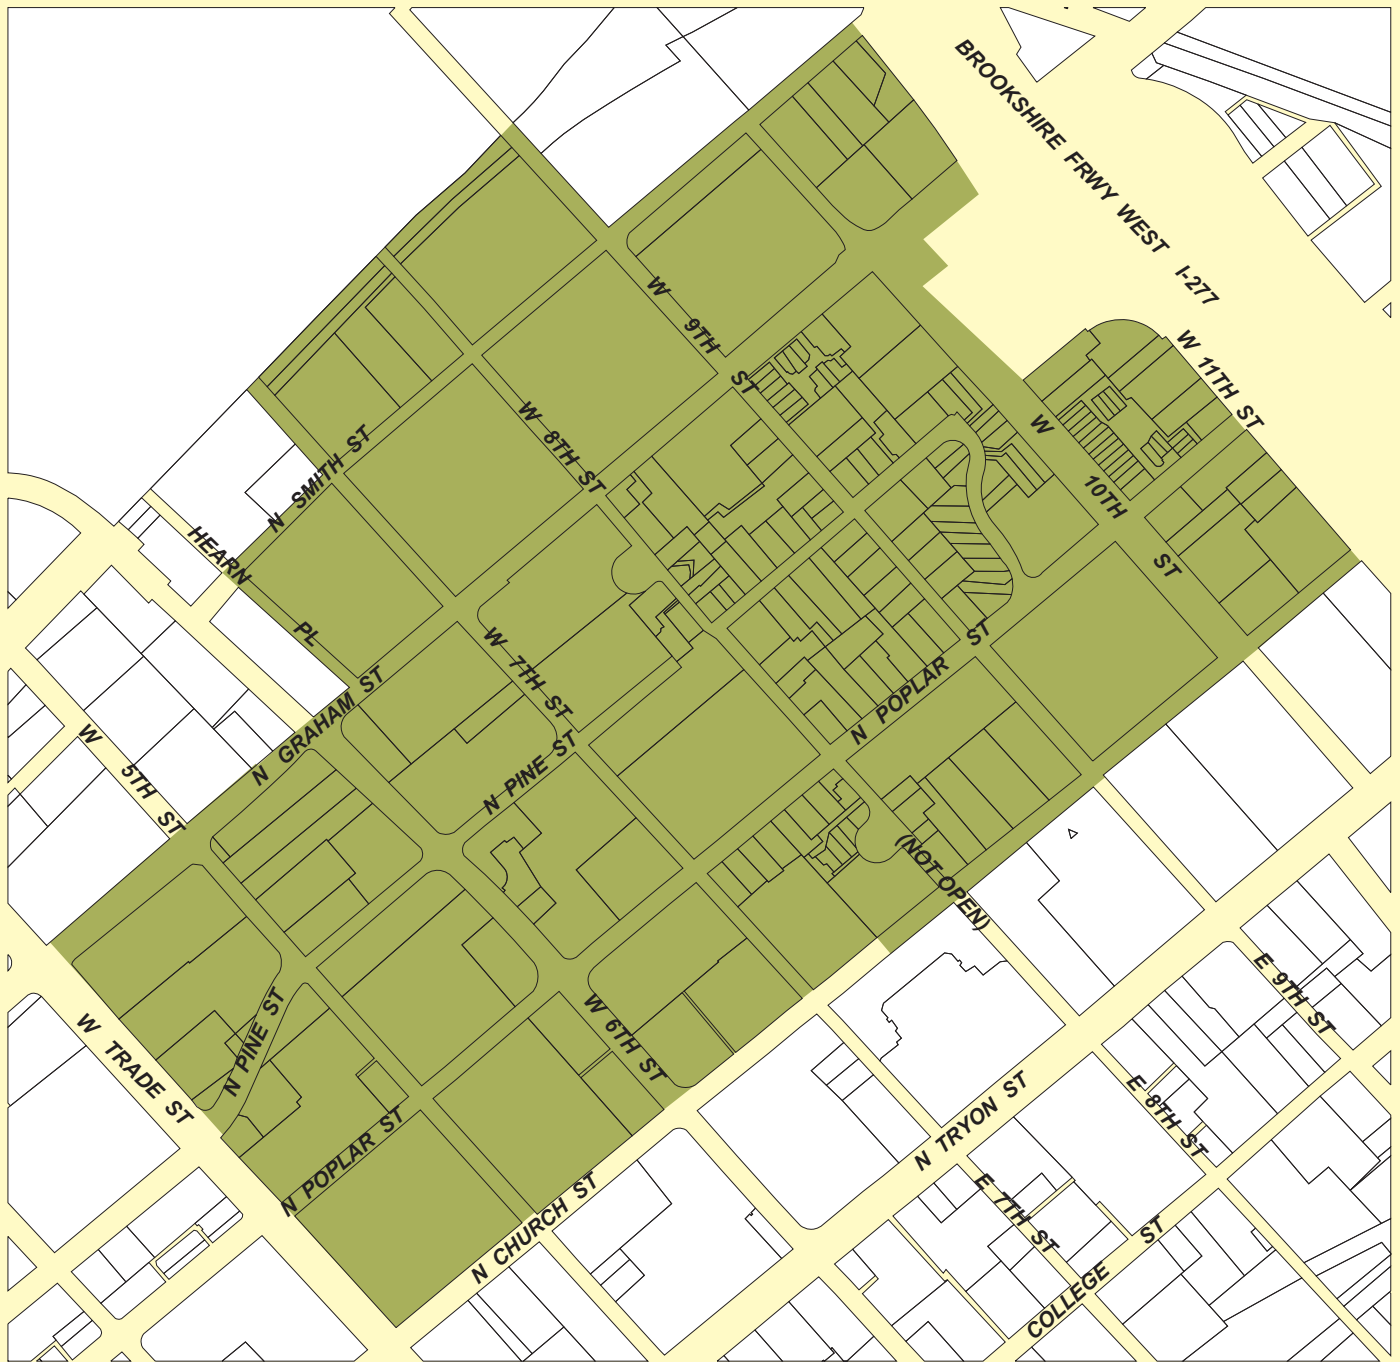 BROOKSHIRE FRWY WEST I-277
W 11TH ST
W 9TH ST
W 10TH ST
W 8TH ST
N SMITH ST
HEARN PL
W 7TH ST
N POPLAR ST
N GRAHAM ST
N PINE ST
W 5TH ST
(NOT OPEN)
E 9TH ST
W 6TH ST
N PINE ST
W TRADE ST
N TRYON ST
E 8TH ST
N POPLAR ST
N CHURCH ST
E 7TH ST
COLLEGE ST